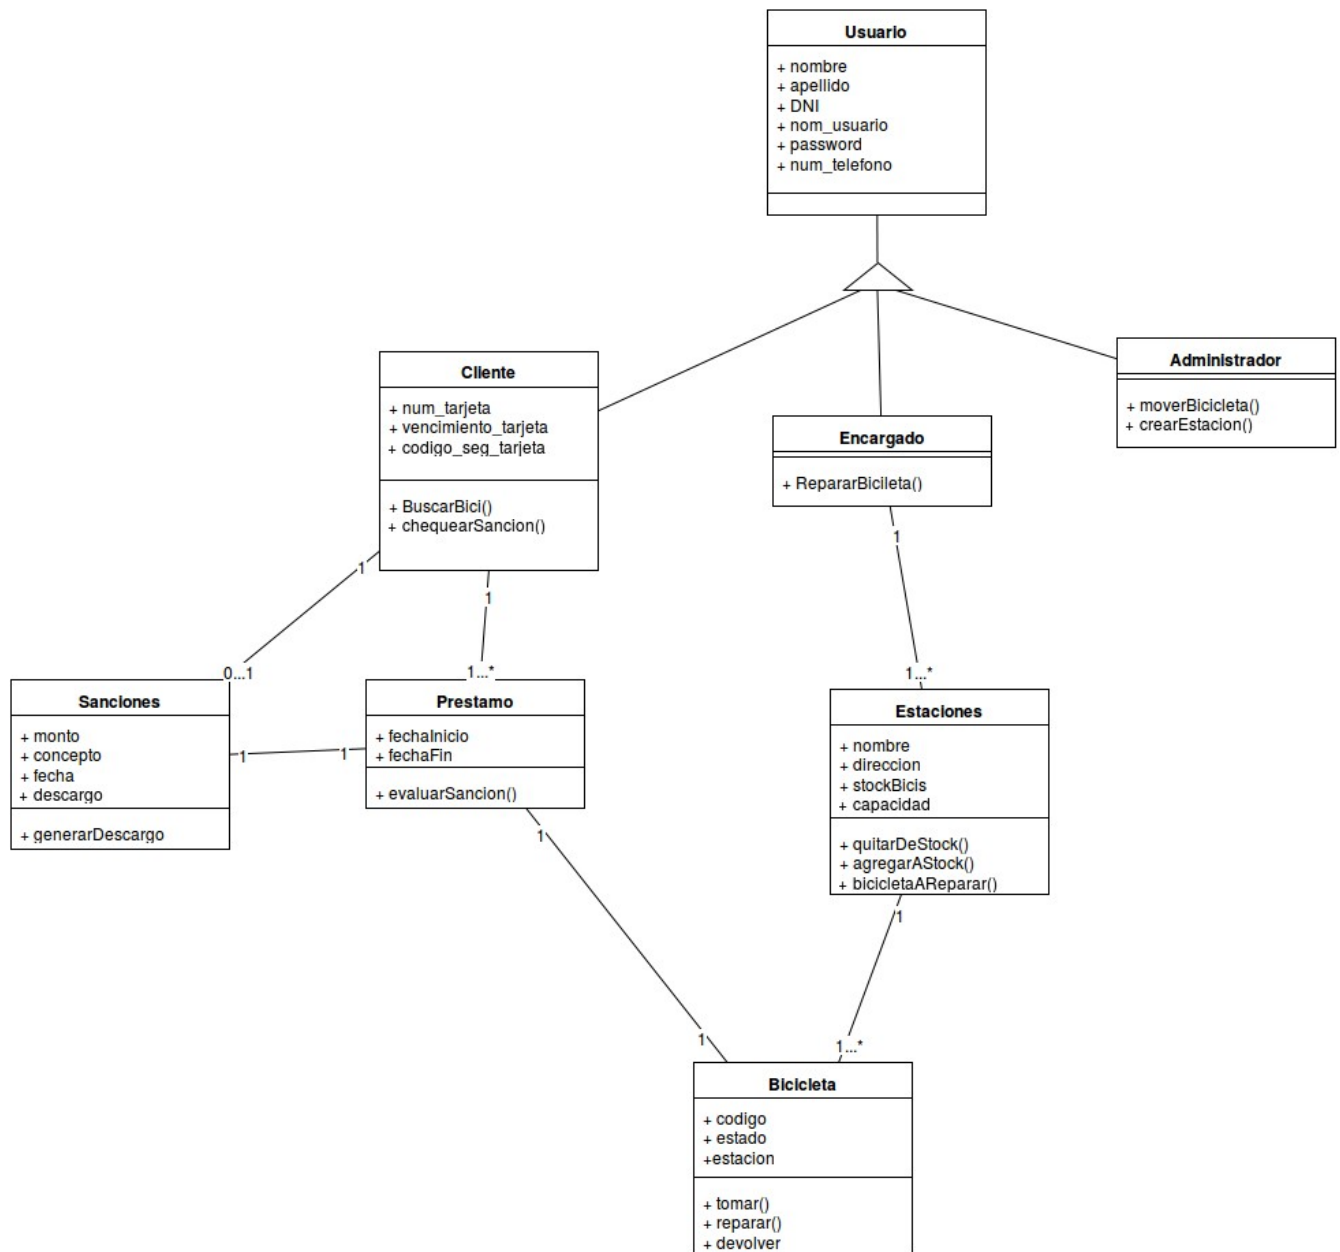 Usuario
+ nombre
+ apellido
+ DNI
+ nom_usuario
+ password
+ num_telefono
Cliente
+ num_tarjeta
+ vencimiento_tarjeta
+ codigo_seg_tarjeta
+ BuscarBici()
+ chequearSancion()
Encargado
+ RepararBicileta()
Administrador
+ moverBicicleta()
+ crearEstacion()
1
0...1
1
1...*
1
1...*
Sanciones
+ monto
+ concepto
+ fecha
+ descargo
+ generarDescargo
1
1
Prestamo
+ fechaInicio
+ fechaFin
+ evaluarSancion()
Estaciones
+ nombre
+ direccion
+ stockBicis
+ capacidad
+ quitarDeStock()
+ agregarAStock()
+ bicicletaAReparar()
1
1
1
1...*
Bicicleta
+ codigo
+ estado
+estacion
+ tomar()
+ reparar()
+ devolver